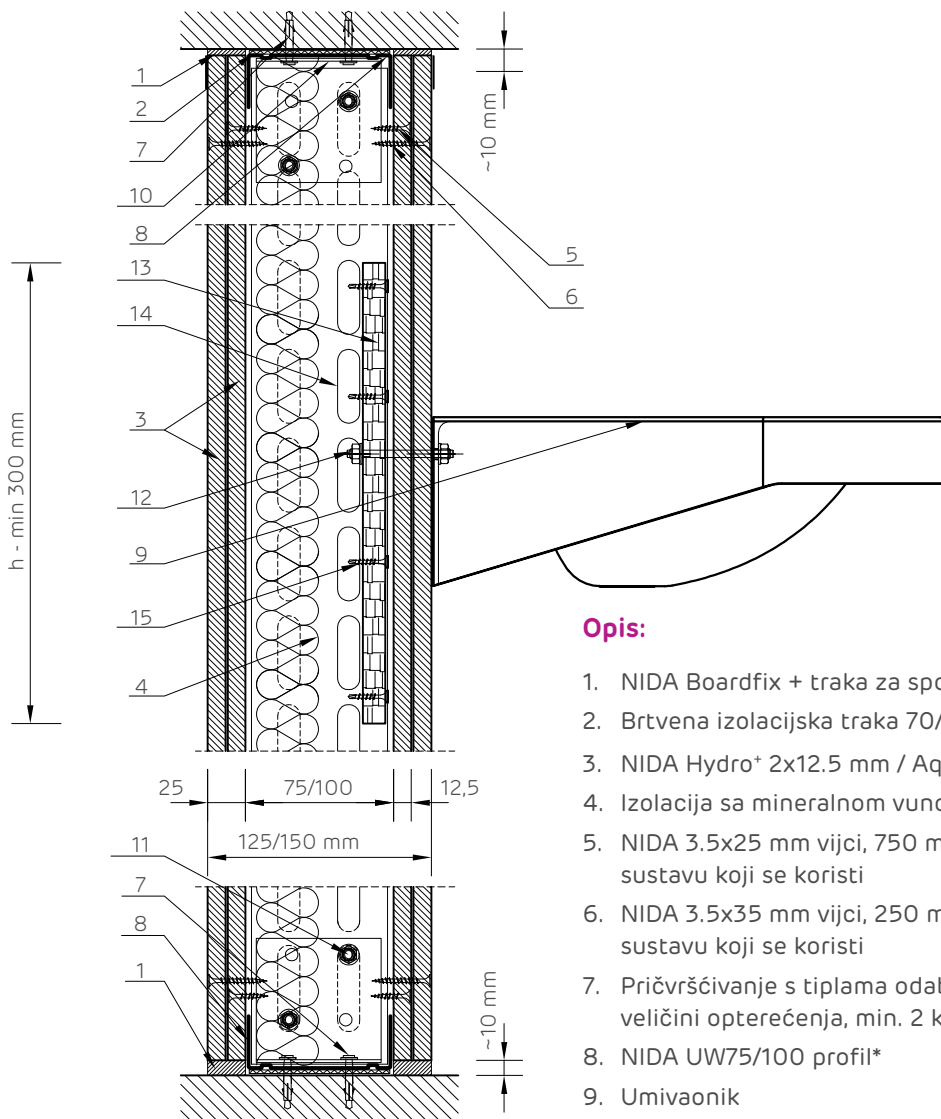 1
2
7
10
8
13
14
3
12
9
15
4
5
6
~10 mm
h - min 300 mm
25
75/100
12,5
125/150 mm
11
7
8
1
~10 mm
Opis:
1. NIDA Boardfix + traka za
2. Brtvena izolacijska traka 70/
3. NIDA Hydro⁺ 2x12.5 mm /
4. Izolacija sa mineralnom
5. NIDA 3.5x25 mm vijci, 750
sustavu koji se koristi
6. NIDA 3.5x35 mm vijci, 250
sustavu koji se koristi
7. Pričvršćivanje s tiplama
veličini opterećenja, min. 2
8. NIDA UW75/100 profil*
9. Umivaonik